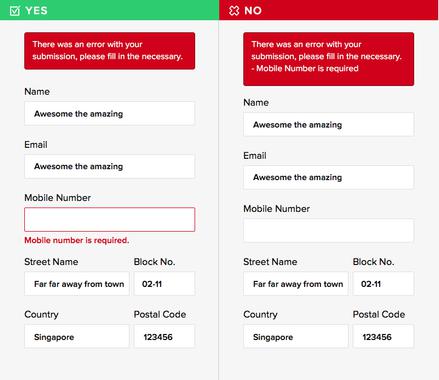 YES
There was an error with your
submission, please fill in the necessary.
Name
Awesome the amazing
Email
Awesome the amazing
Mobile Number
Mobile number is required.
Street Name
Block No.
Far far away from town
02-11
Country
Postal Code
Singapore
123456
NO
There was an error with your
submission, please fill in the necessary.
- Mobile Number is required
Name
Awesome the amazing
Email
Awesome the amazing
Mobile Number
Street Name
Block No.
Far far away from town
02-11
Country
Postal Code
Singapore
123456